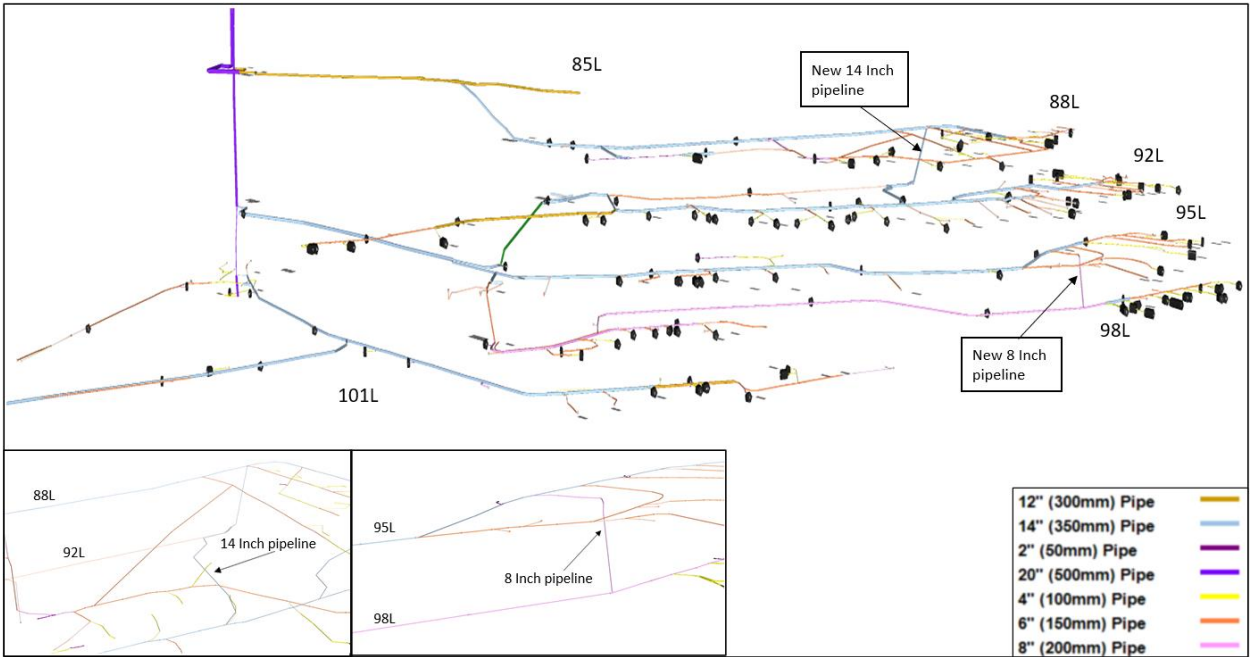 85L
New 14 Inch
pipeline
88L
92L
95L
98L
New 8 Inch
pipeline
101L
88L
92L
14 Inch pipeline
95L
8 Inch pipeline
98L
12" (300mm) Pipe
14" (350mm) Pipe
2" (50mm) Pipe
20" (500mm) Pipe
4" (100mm) Pipe
6" (150mm) Pipe
8" (200mm) Pipe